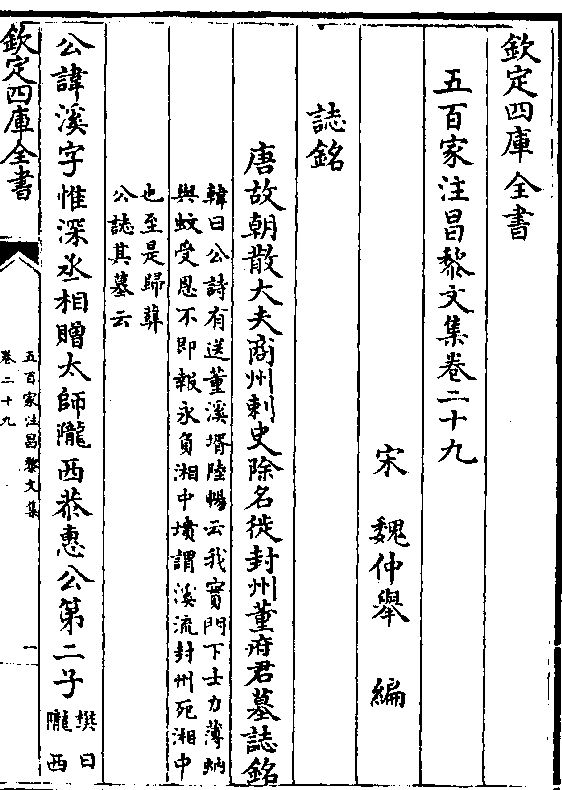 欽定四庫全書
五百家注昌黎文集卷二十九
宋 魏仲舉 編
誌銘
唐故朝散大夫商州刺史除名徙封州董府君墓誌銘
韓曰公詩有送董溪壻陸暢云我實門下士力薄蚋
與蚊受恩不即報永負湘中墳謂溪流封州死湘中
也至是歸葬
公誌其墓云
公諱溪字惟深丞相贈太師隴西恭惠公第二子
樊曰
隴西
欽定四庫全書
五百家注昌黎文集
卷二十九
一